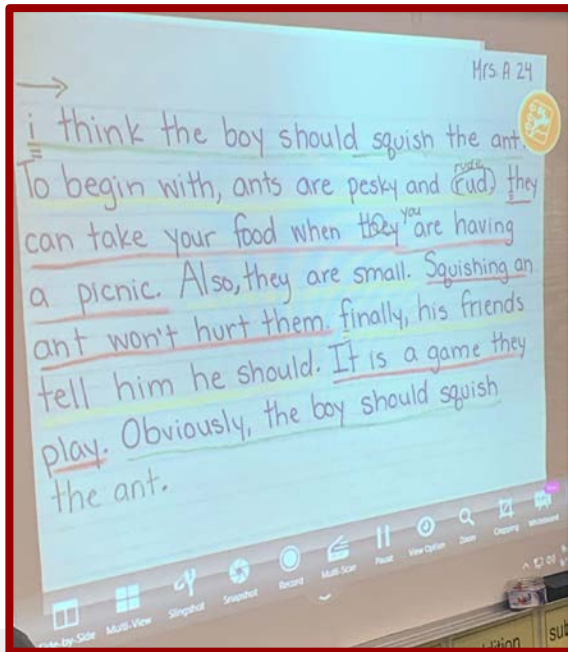 Mrs. A 24
i think the boy should squish the ant.
rude
To begin with, ants are pesky and rud, they
you
can take your food when they are having
a picnic. Also, they are small. Squishing an
ant won't hurt them. finally, his friends
tell him he should. It is a game they
play. Obviously, the boy should squish
the ant.
Side-by-Side Multi-View Slingshot Snapshot Record Multi-Scan Pause View Option Zoom Cropping Whiteboard